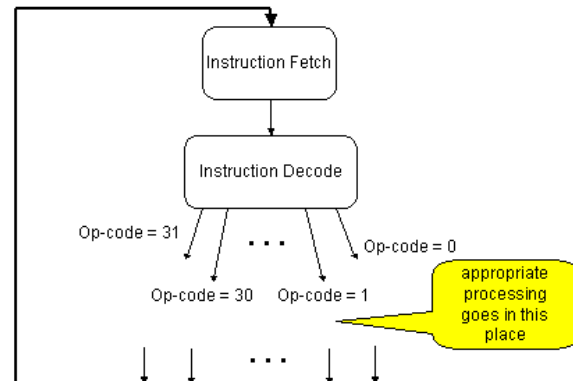 Instruction Fetch
Instruction Decode
Op-code = 31
...
Op-code = 0
Op-code = 30
Op-code = 1
appropriate
processing
goes in this
place
...